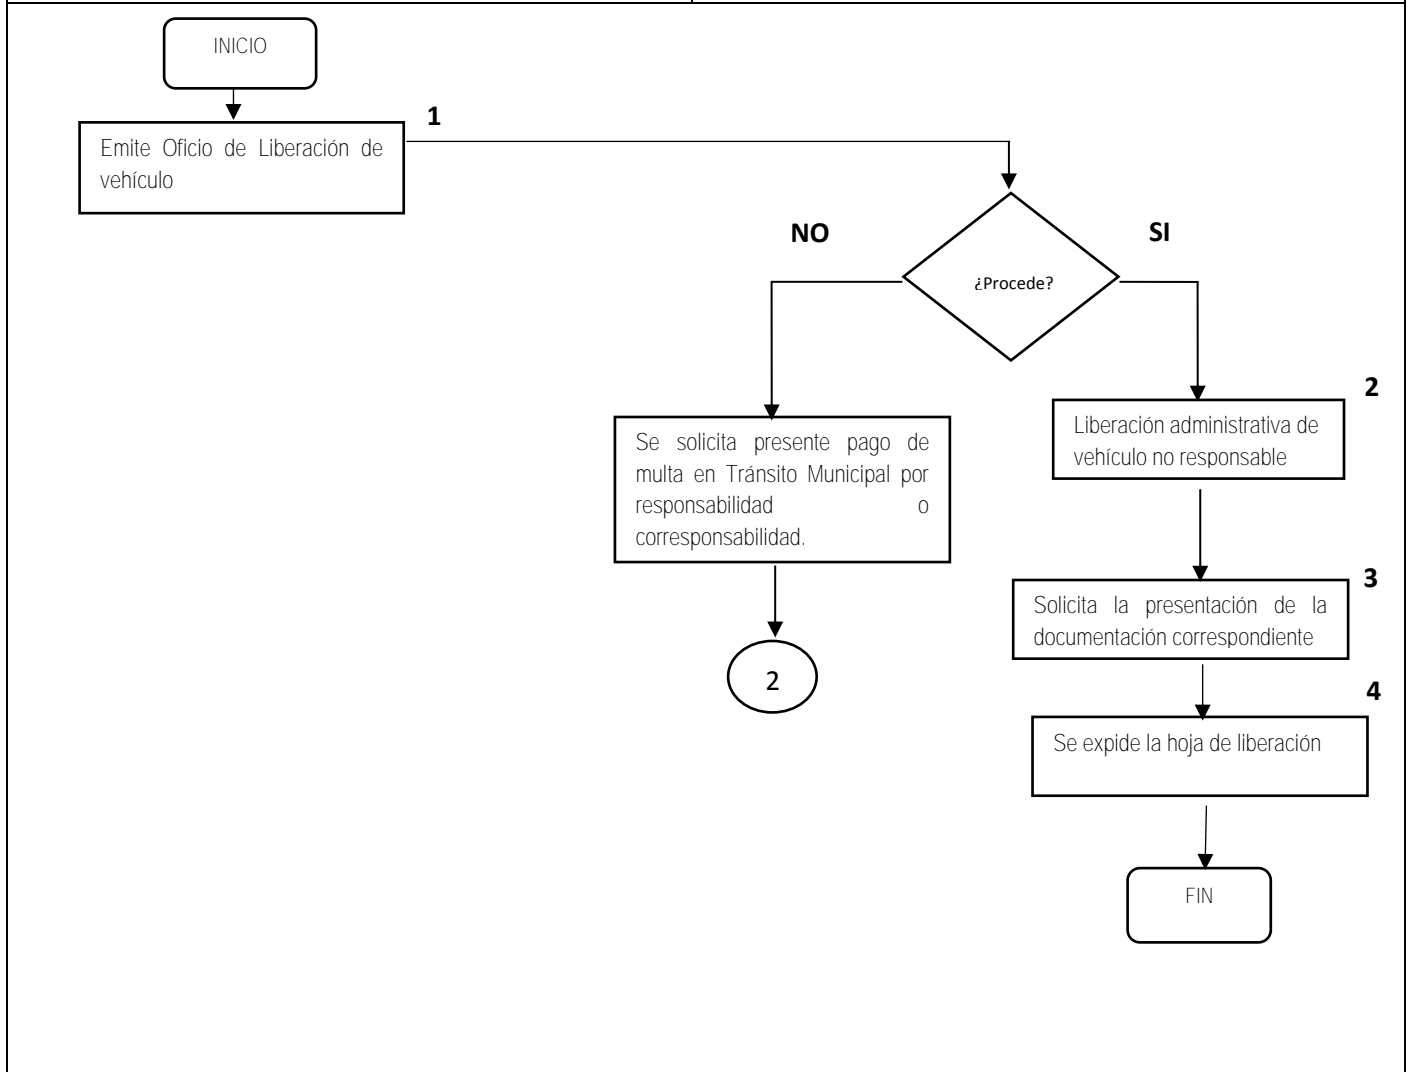 INICIO
1
Emite Oficio de Liberación de
vehículo
NO
SI
¿Procede?
2
Se solicita presente pago de
multa en Tránsito Municipal por
responsabilidad o
corresponsabilidad.
Liberación administrativa de
vehículo no responsable
3
Solicita la presentación de la
documentación correspondiente
2
4
Se expide la hoja de liberación
FIN